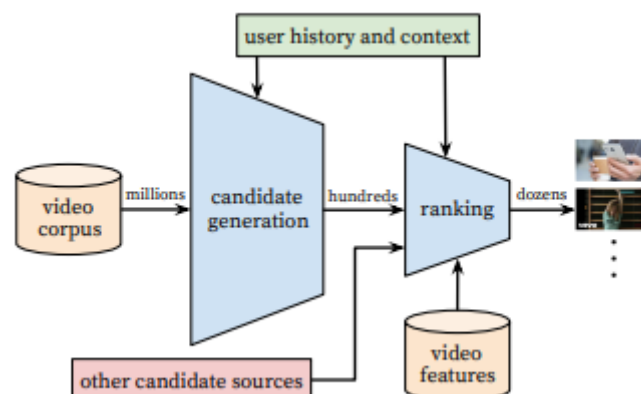 user history and context
video
corpus
millions
candidate
generation
hundreds
ranking
dozens
other candidate sources
video
features